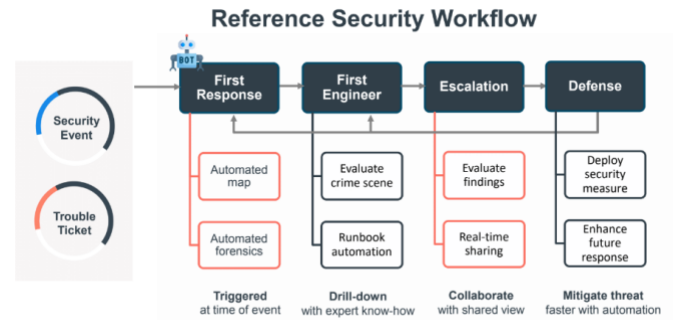 Reference Security Workflow
BOT
First
Response
First
Engineer
Escalation
Defense
Security
Event
Trouble
Ticket
Automated
map
Evaluate
crime scene
Evaluate
findings
Deploy
security
measure
Automated
forensics
Runbook
automation
Real-time
sharing
Enhance
future
response
Triggered
at time of event
Drill-down
with expert know-how
Collaborate
with shared view
Mitigate threat
faster with automation